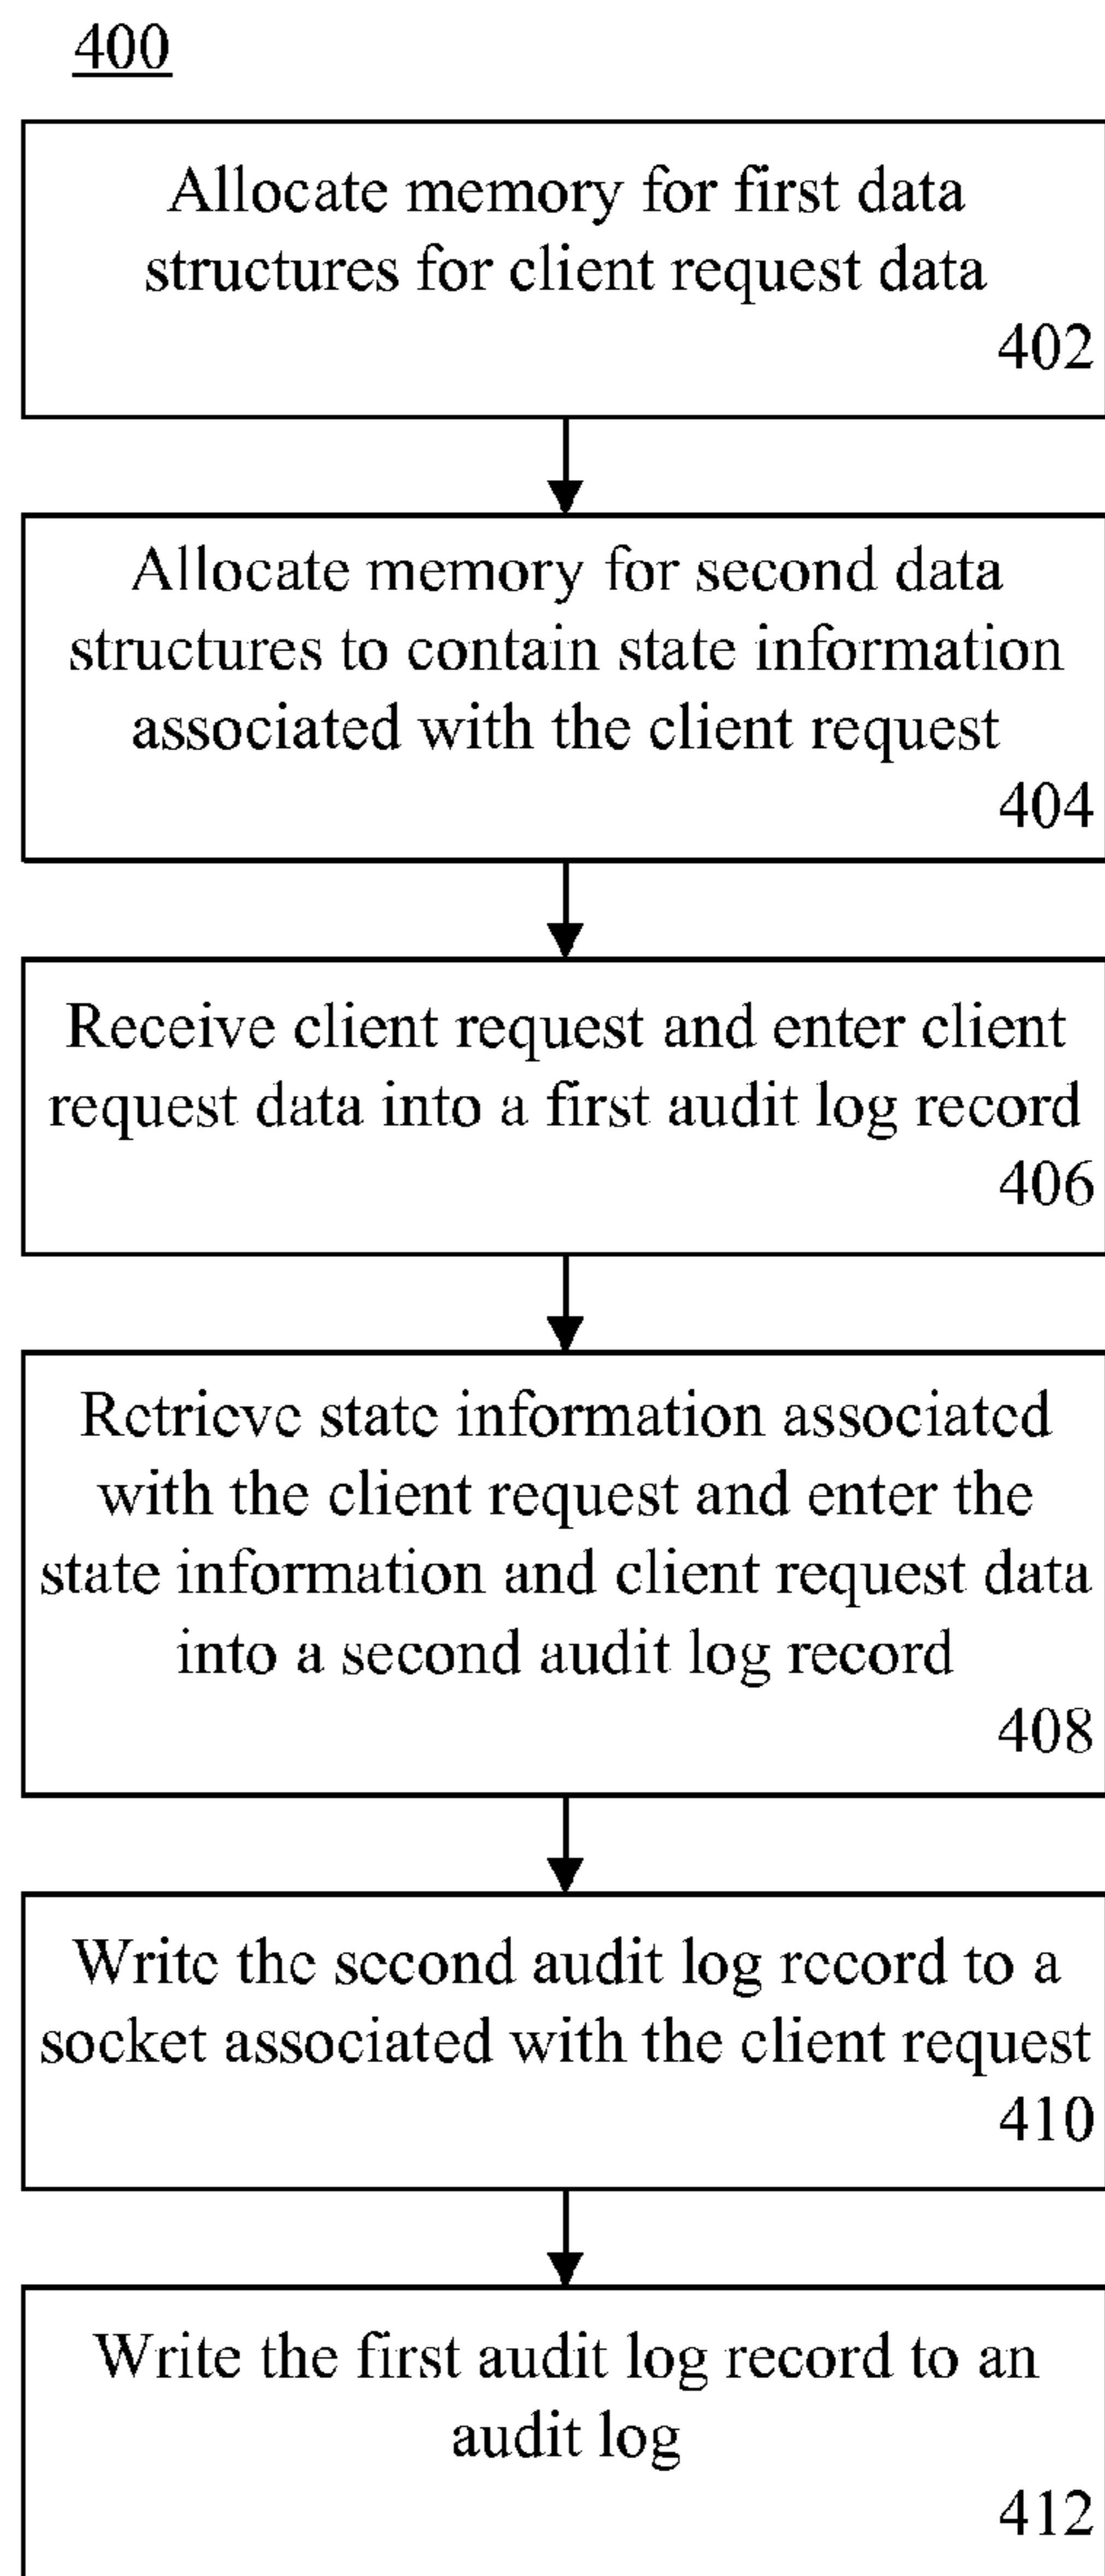 400
Allocate memory for first data
structures for client request data
402
Allocate memory for second data
structures to contain state information
associated with the client request
404
Receive client request and enter client
request data into a first audit log record
406
Retrieve state information associated
with the client request and enter the
state information and client request data
into a second audit log record
408
Write the second audit log record to a
socket associated with the client request
410
Write the first audit log record to an
audit log
412